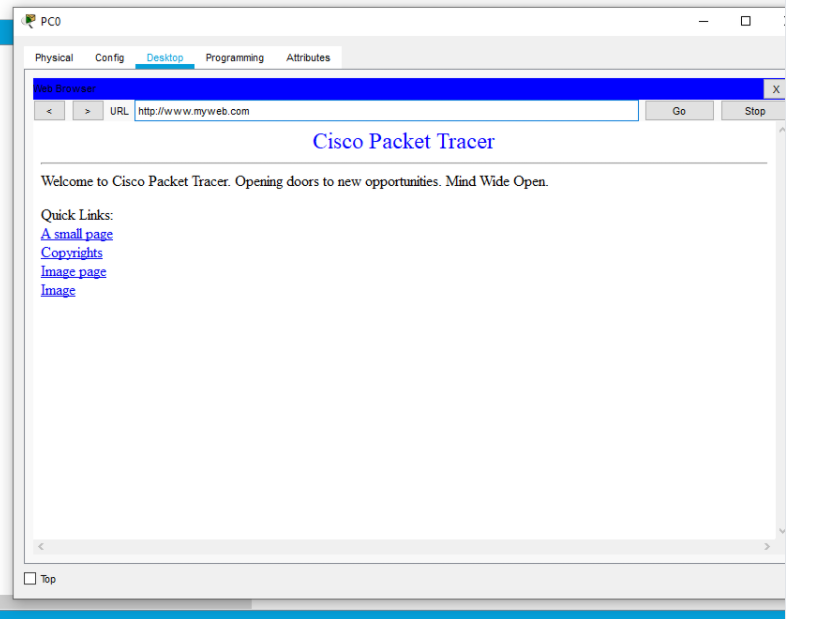 PC0
Physical Config Desktop Programming Attributes
Web Browser X
< > URL http://www.myweb.com Go Stop
Cisco Packet Tracer
Welcome to Cisco Packet Tracer. Opening doors to new opportunities. Mind Wide Open.
Quick Links:
A small page
Copyrights
Image page
Image
Top